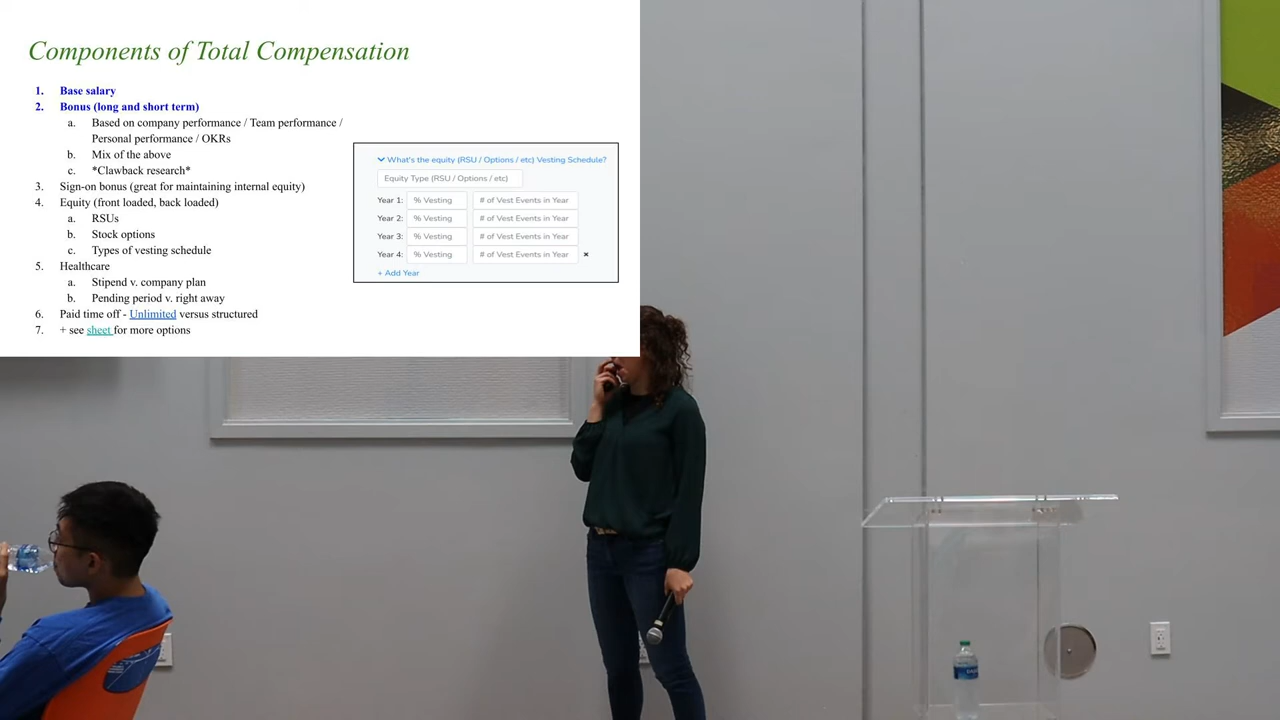 Components of Total Compensation
1. Base salary
2. Bonus (long and short term)
a. Based on company performance / Team performance /
Personal performance / OKRs
b. Mix of the above
c. *Clawback research*
3. Sign-on bonus (great for maintaining internal equity)
4. Equity (front loaded, back loaded)
a. RSUs
b. Stock options
c. Types of vesting schedule
5. Healthcare
a. Stipend v. company plan
b. Pending period v. right away
6. Paid time off - Unlimited versus structured
7. + see sheet for more options
What's the equity (RSU / Options / etc) Vesting Schedule?
Equity Type (RSU / Options / etc)
Year 1: % Vesting # of Vest Events in Year
Year 2: % Vesting # of Vest Events in Year
Year 3: % Vesting # of Vest Events in Year
Year 4: % Vesting # of Vest Events in Year ×
+ Add Year